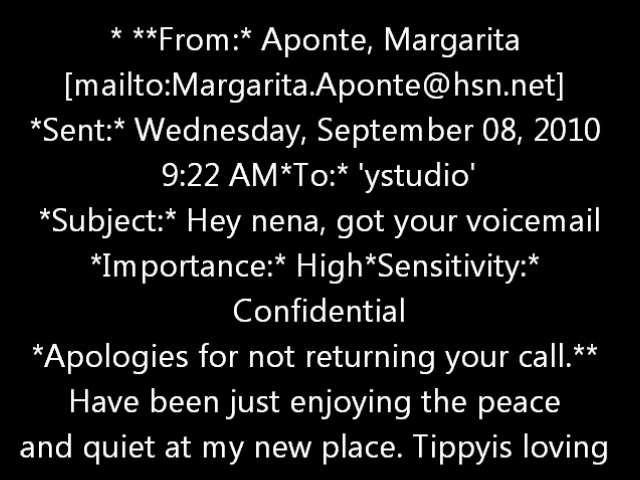 * **From:* Aponte, Margarita
[mailto:Margarita.Aponte@hsn.net]
*Sent:* Wednesday, September 08, 2010
9:22 AM*To:* 'ystudio'
*Subject:* Hey nena, got your voicemail
*Importance:* High*Sensitivity:*
Confidential
*Apologies for not returning your call.**
Have been just enjoying the peace
and quiet at my new place. Tippyis loving